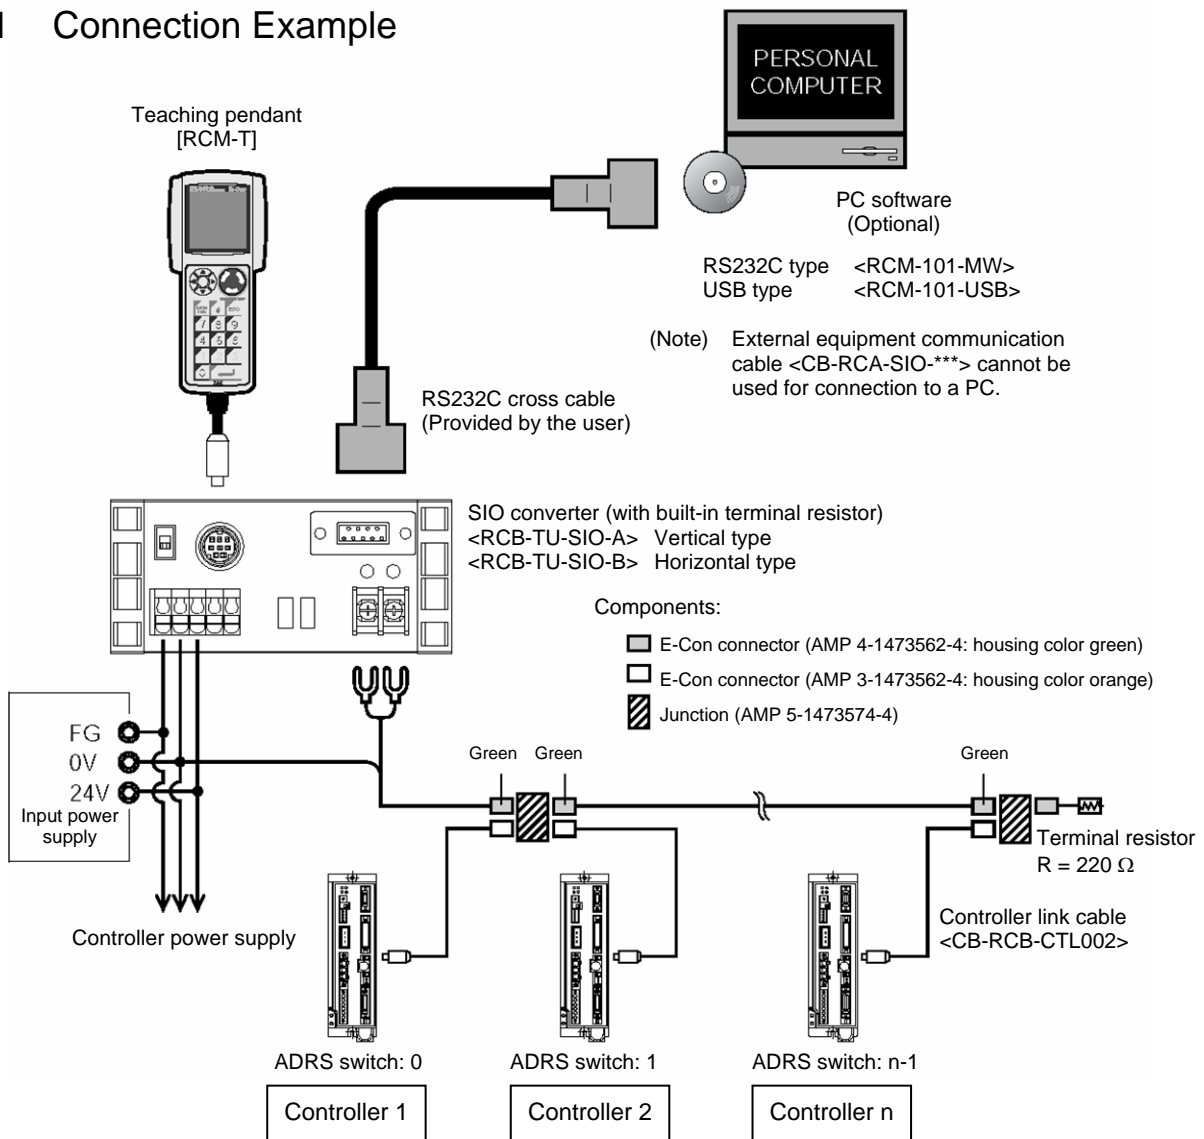 Connection Example
PERSONAL
COMPUTER
Teaching pendant
[RCM-T]
PC software
(Optional)
RS232C type <RCM-101-MW>
USB type <RCM-101-USB>
(Note) External equipment communication
cable <CB-RCA-SIO-***> cannot be
used for connection to a PC.
RS232C cross cable
(Provided by the user)
SIO converter (with built-in terminal resistor)
<RCB-TU-SIO-A> Vertical type
<RCB-TU-SIO-B> Horizontal type
Components:
E-Con connector (AMP 4-1473562-4: housing color green)
E-Con connector (AMP 3-1473562-4: housing color orange)
Junction (AMP 5-1473574-4)
FG
0V
24V
Input power
supply
Green Green Green
Terminal resistor
R = 220 Ω
Controller power supply
Controller link cable
<CB-RCB-CTL002>
ADRS switch: 0 ADRS switch: 1 ADRS switch: n-1
Controller 1 Controller 2 Controller n